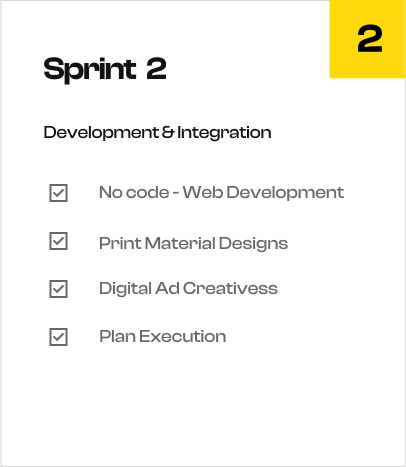 2
Sprint 2
Development & Integration
No code - Web Development
Print Material Designs
Digital Ad Creativess
Plan Execution